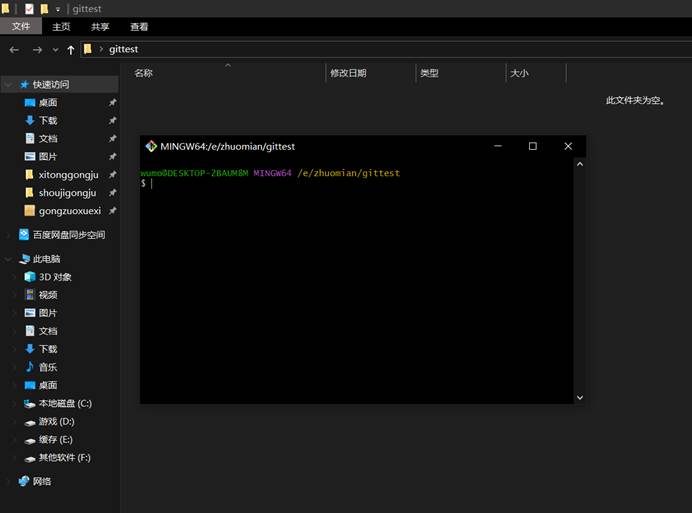 gittest
文件 主页 共享 查看
gittest
名称 修改日期 类型 大小
此文件夹为空。
快速访问
桌面
下载
文档
图片
xitonggongju
shoujigongju
gongzuoxuexi
百度网盘同步空间
此电脑
3D 对象
视频
图片
文档
下载
音乐
桌面
本地磁盘 (C:)
游戏 (D:)
缓存 (E:)
其他软件 (F:)
网络
MINGW64:/e/zhuomian/gittest
wumo@DESKTOP-2BAUM8M MINGW64 /e/zhuomian/gittest
$